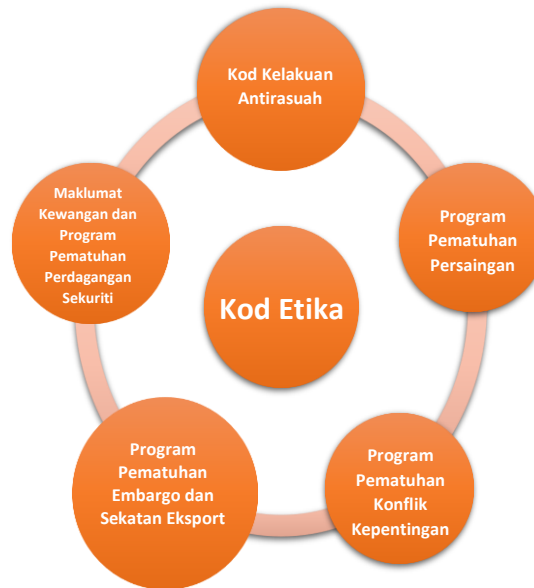 Kod Kelakuan
Antirasuah
Program
Pematuhan
Persaingan
Program
Pematuhan
Konflik
Kepentingan
Program
Pematuhan
Embargo dan
Sekatan Eksport
Maklumat
Kewangan dan
Program
Pematuhan
Perdagangan
Sekuriti
Kod Etika